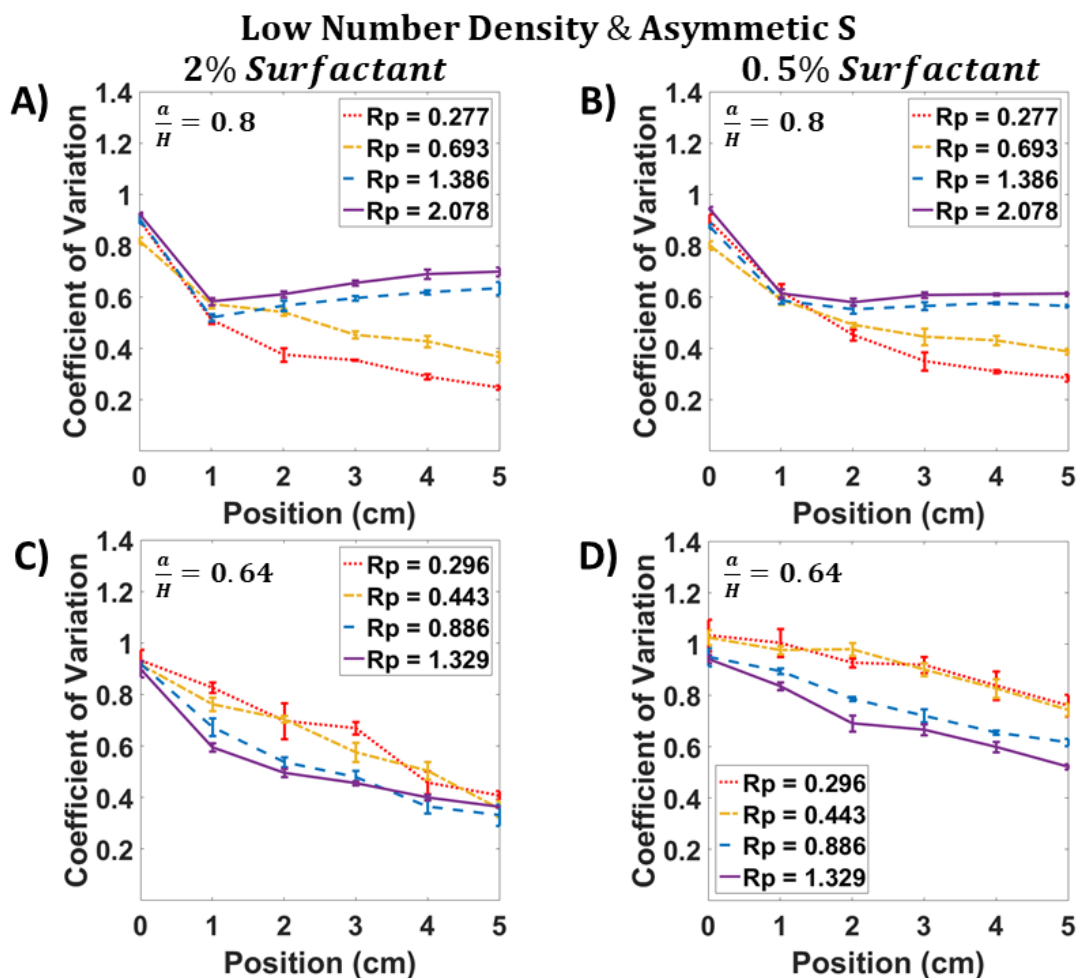 Low Number Density & Asymmetic S
2% Surfactant
0.5% Surfactant
A)
a/H = 0.8
Rp = 0.277
Rp = 0.693
Rp = 1.386
Rp = 2.078
1.4
1.2
1
0.8
0.6
0.4
0.2
Coefficient of Variation
0 1 2 3 4 5
Position (cm)
B)
a/H = 0.8
Rp = 0.277
Rp = 0.693
Rp = 1.386
Rp = 2.078
1.4
1.2
1
0.8
0.6
0.4
0.2
Coefficient of Variation
0 1 2 3 4 5
Position (cm)
C)
a/H = 0.64
Rp = 0.296
Rp = 0.443
Rp = 0.886
Rp = 1.329
1.4
1.2
1
0.8
0.6
0.4
0.2
Coefficient of Variation
0 1 2 3 4 5
Position (cm)
D)
a/H = 0.64
1.4
1.2
1
0.8
0.6
0.4
0.2
Coefficient of Variation
Rp = 0.296
Rp = 0.443
Rp = 0.886
Rp = 1.329
0 1 2 3 4 5
Position (cm)